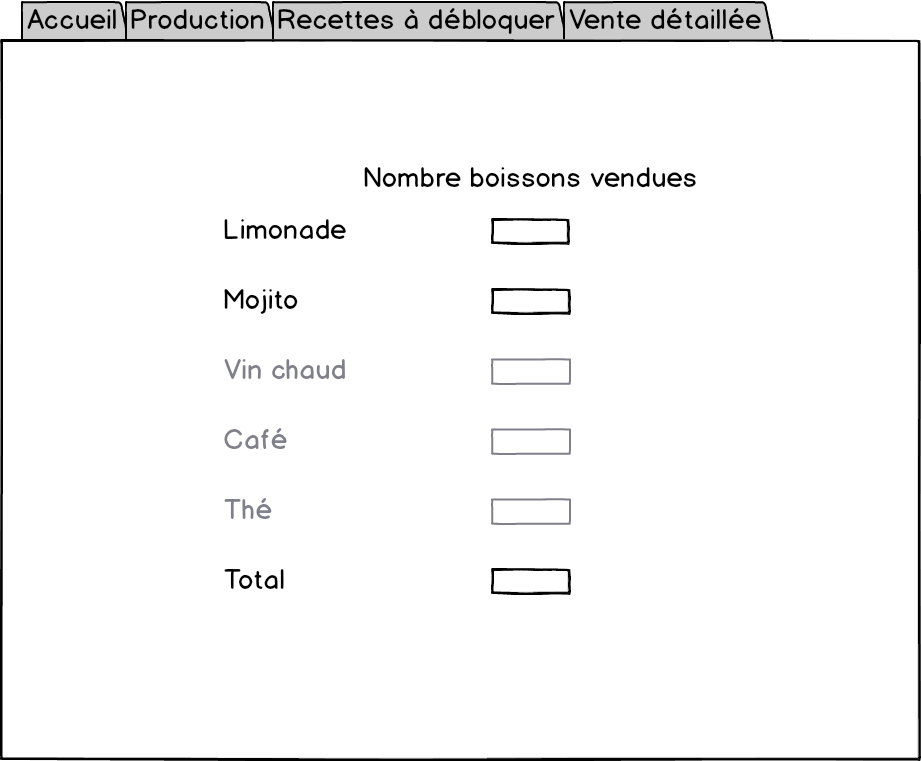 Accueil Production Recettes à débloquer Vente détaillée
Nombre boissons vendues
Limonade
Mojito
Vin chaud
Café
Thé
Total